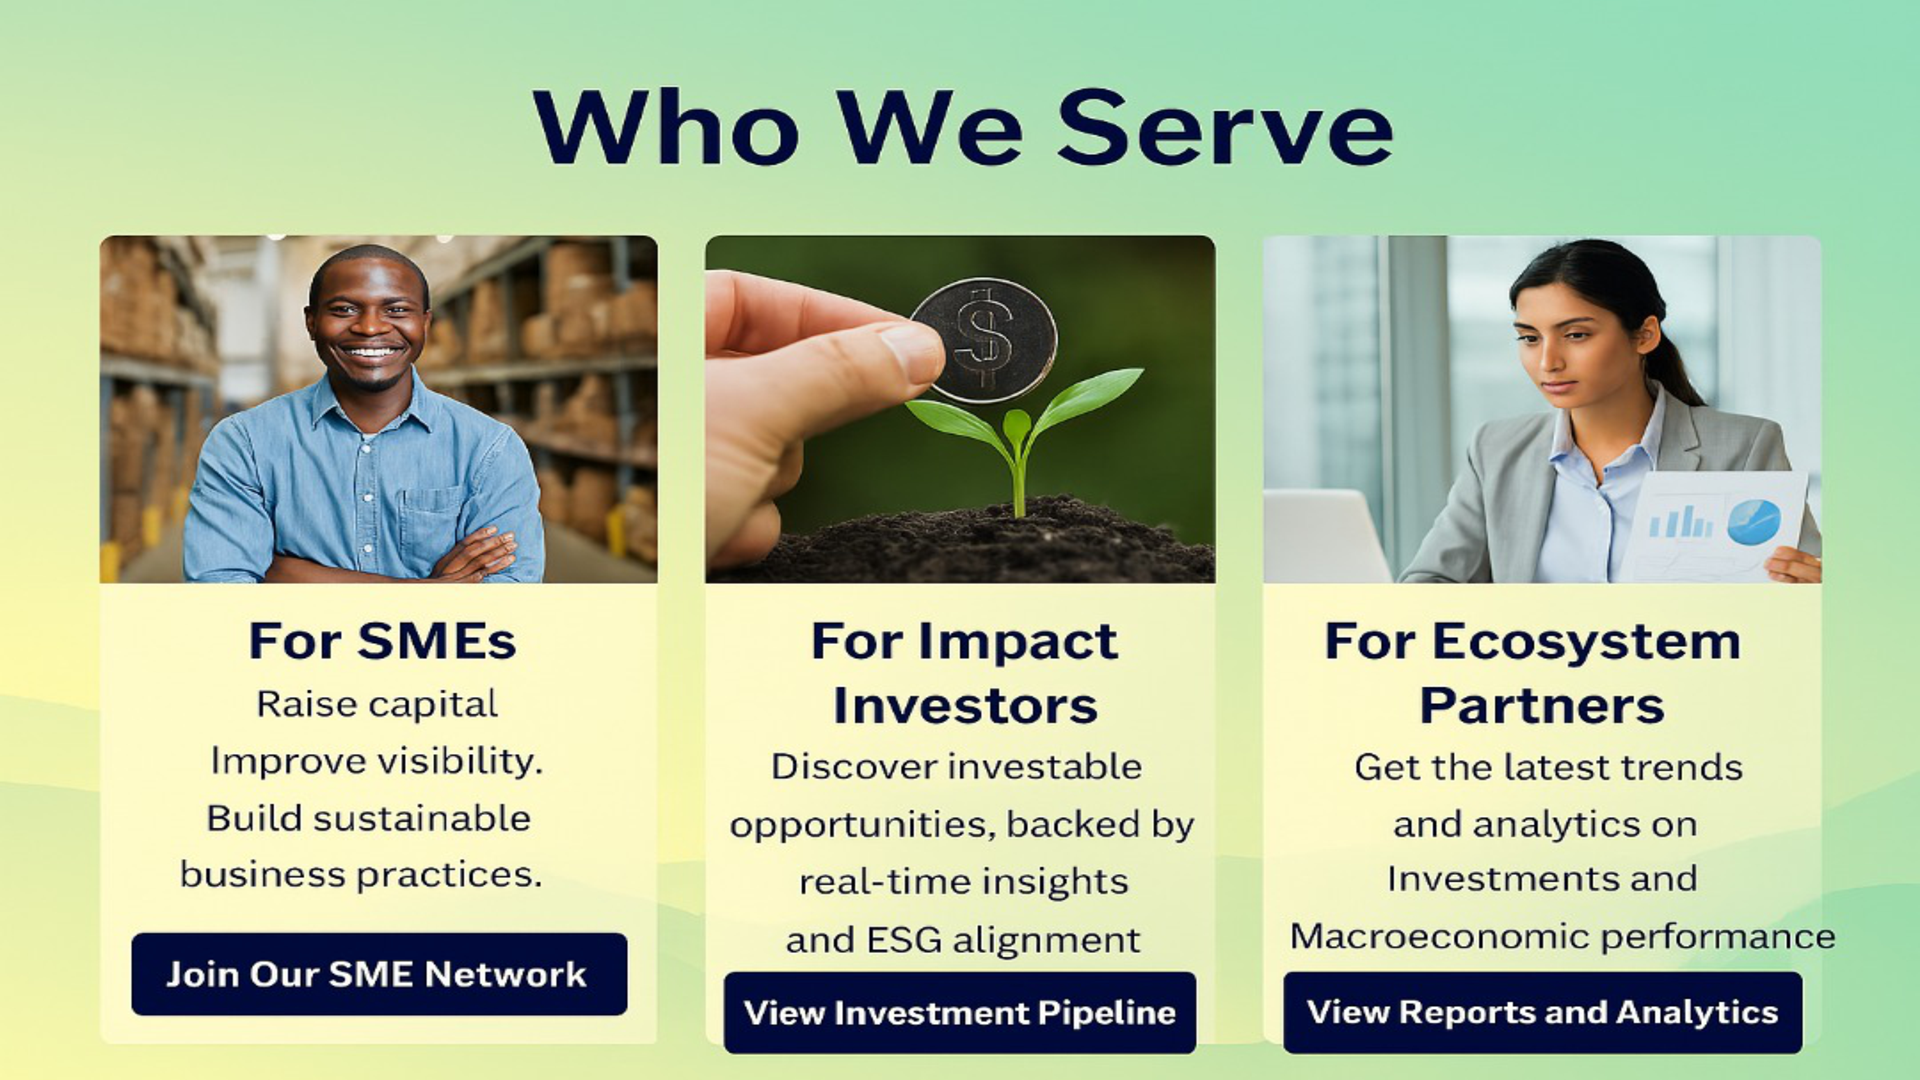 Who We Serve
$
For SMEs
Raise capital
Improve visibility.
Build sustainable
business practices.
Join Our SME Network
For Impact
Investors
Discover investable
opportunities, backed by
real-time insights
and ESG alignment
View Investment Pipeline
For Ecosystem
Partners
Get the latest trends
and analytics on
Investments and
Macroeconomic performance
View Reports and Analytics